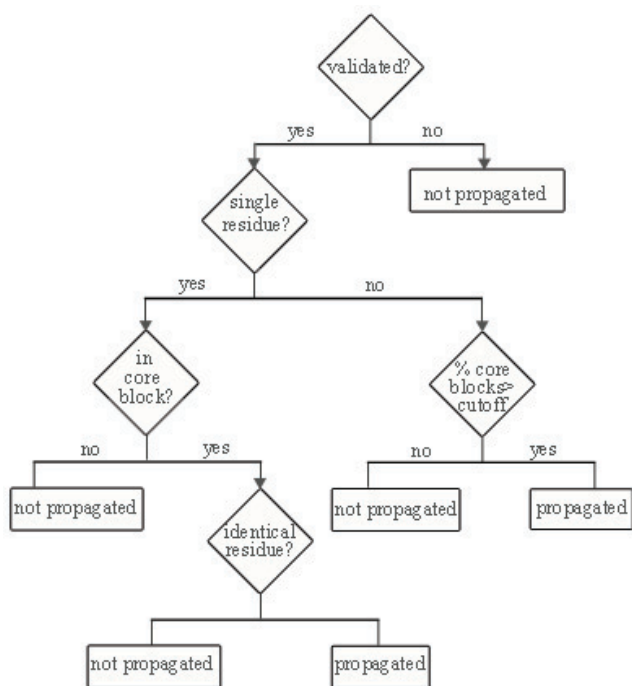 validated?
yes
no
not propagated
single
residue?
yes
no
in
core
block?
% core
blocks>
cutoff
no
yes
no
yes
not propagated
not propagated
propagated
identical
residue?
not propagated
propagated